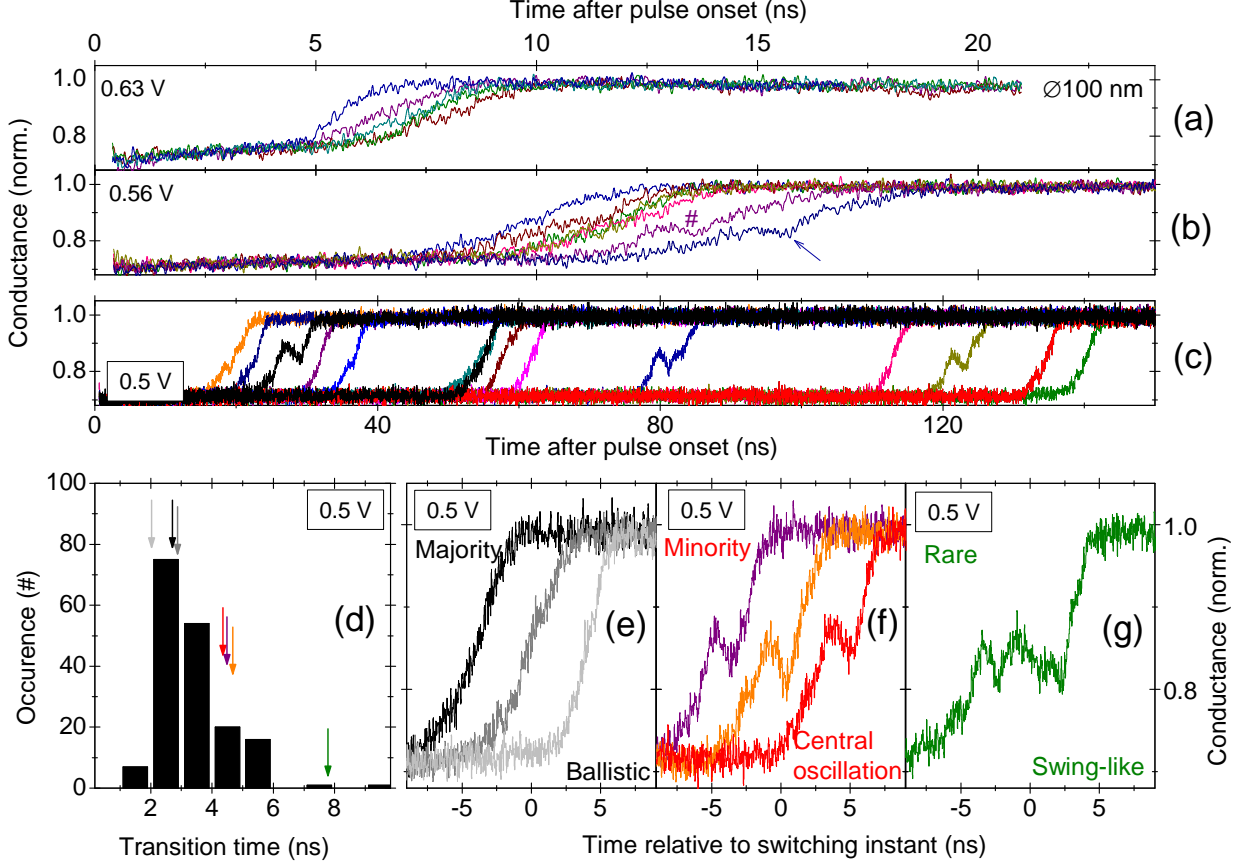 Time after pulse onset (ns)
0 5 10 15 20
1.0 0.63 V Ø100 nm
0.8 (a)
1.0 0.56 V
# (b)
0.8
Conductance (norm.)
1.0
(c)
0.8 0.5 V
0 40 80 120
Time after pulse onset (ns)
100 0.5 V 0.5 V 0.5 V 0.5 V
80 Majority Minority Rare 1.0
60 (d) (e) (f) (g)
40
20 0.8
0 Ballistic Central
oscillation Swing-like
Occurence (#)
Conductance (norm.)
2 4 6 8 -5 0 5 -5 0 5 -5 0 5
Transition time (ns) Time relative to switching instant (ns)